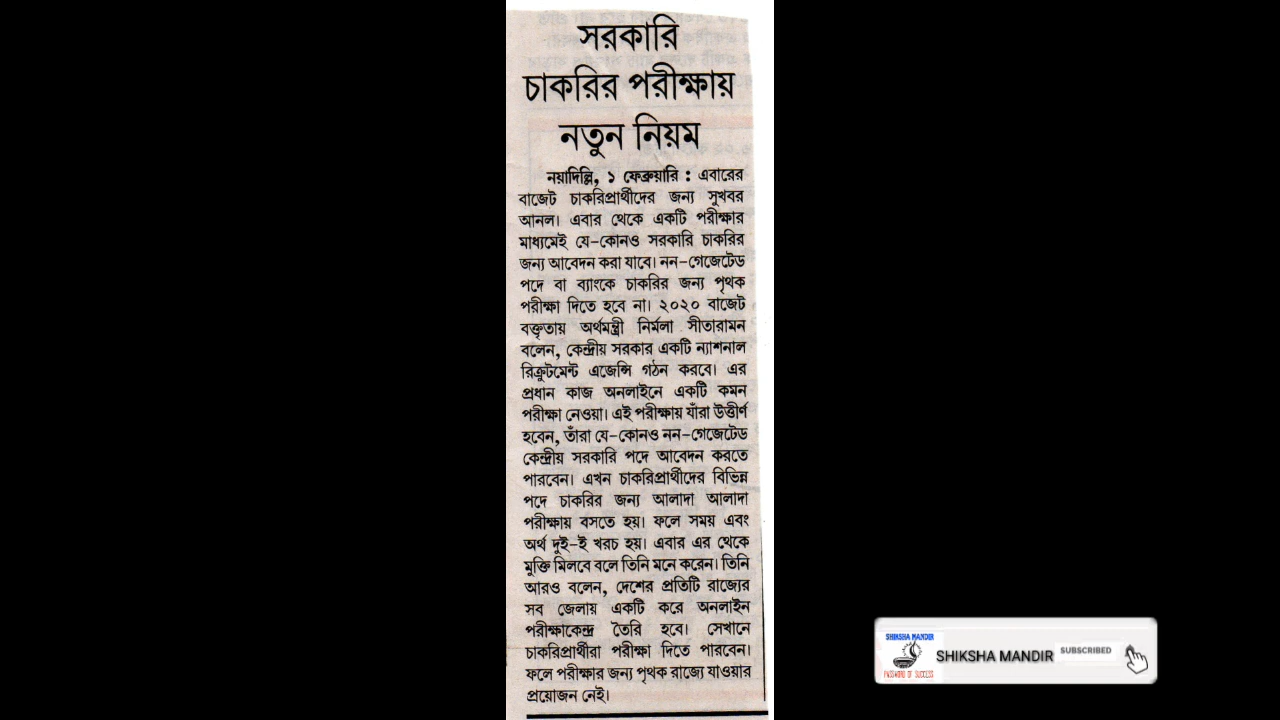 সরকারি
চাকরির পরীক্ষায়
নতুন নিয়ম
নয়াদিল্লি, ১ ফেব্রুয়ারি : এবারের
বাজেট চাকরিপ্রার্থীদের জন্য সুখবর
আনল। এবার থেকে একটি পরীক্ষার
মাধ্যমেই যে-কোনও সরকারি চাকরির
জন্য আবেদন করা যাবে। নন-গেজেটেড
পদে বা ব্যাংকে চাকরির জন্য পৃথক
পরীক্ষা দিতে হবে না। ২০২০ বাজেট
বক্তৃতায় অর্থমন্ত্রী নির্মলা সীতারামন
বলেন, কেন্দ্রীয় সরকার একটি ন্যাশনাল
রিক্রুটমেন্ট এজেন্সি গঠন করবে। এর
প্রধান কাজ অনলাইনে একটি কমন
পরীক্ষা নেওয়া। এই পরীক্ষায় যাঁরা উত্তীর্ণ
হবেন, তাঁরা যে-কোনও নন-গেজেটেড
কেন্দ্রীয় সরকারি পদে আবেদন করতে
পারবেন। এখন চাকরিপ্রার্থীদের বিভিন্ন
পদে চাকরির জন্য আলাদা আলাদা
পরীক্ষায় বসতে হয়। ফলে সময় এবং
অর্থ দুই-ই খরচ হয়। এবার এর থেকে
মুক্তি মিলবে বলে তিনি মনে করেন। তিনি
আরও বলেন, দেশের প্রতিটি রাজ্যের
সব জেলায় একটি করে অনলাইন
পরীক্ষাকেন্দ্র তৈরি হবে। সেখানে
চাকরিপ্রার্থীরা পরীক্ষা দিতে পারবেন।
ফলে পরীক্ষার জন্য পৃথক রাজ্যে যাওয়ার
প্রয়োজন নেই।
SHIKSHA MANDIR
PASSWORD OF SUCCESS
SHIKSHA MANDIR
SUBSCRIBED